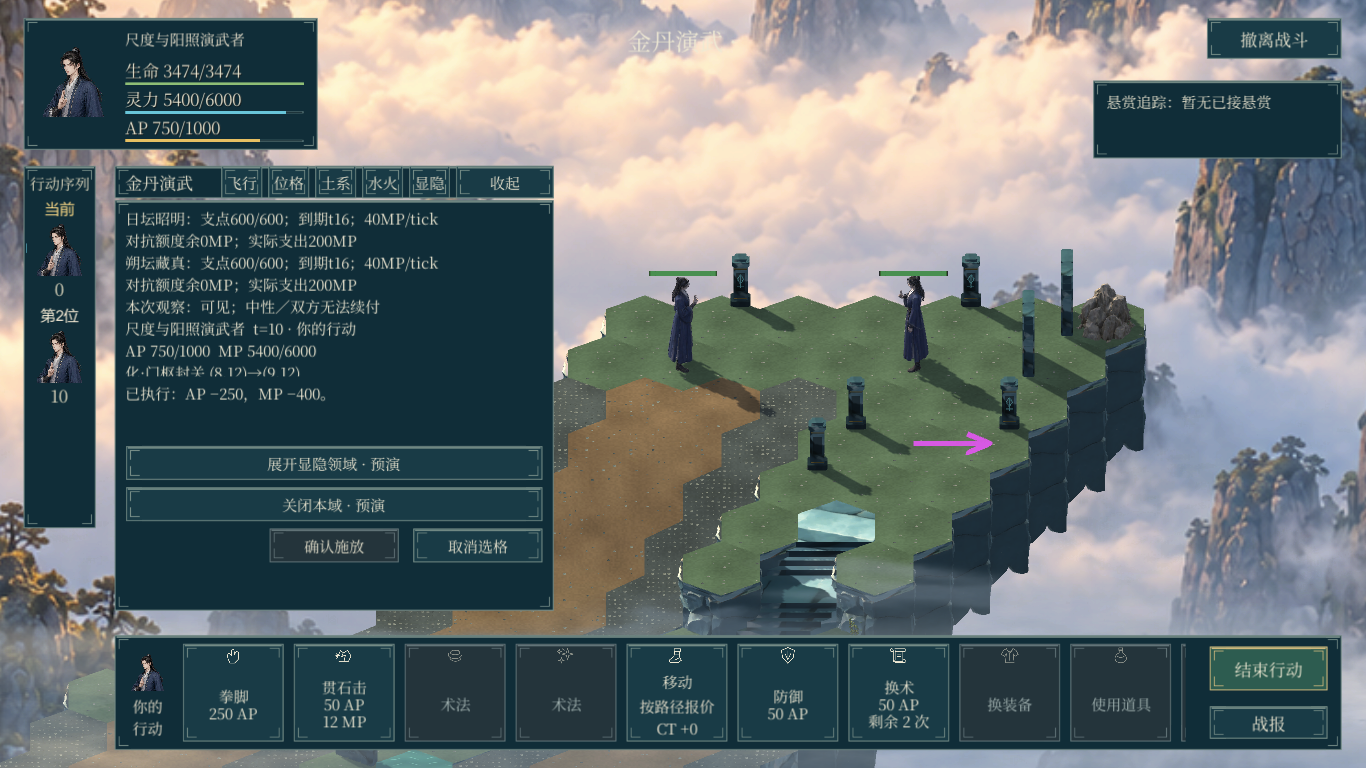 尺度与阳照演武者
生命 3474/3474
灵力 5400/6000
AP 750/1000
金丹演武
撤离战斗
悬赏追踪：暂无已接悬赏
行动序列
当前
0
第2位
10
金丹演武
飞行
位格
土系
水火
显隐
收起
日坛昭明：支点600/600；到期t16；40MP/tick
对抗额度余0MP；实际支出200MP
朔坛藏真：支点600/600；到期t16；40MP/tick
对抗额度余0MP；实际支出200MP
本次观察：可见；中性／双方无法续付
尺度与阳照演武者 t=10 · 你的行动
AP 750/1000 MP 5400/6000
化·门枢封关 (8,12)→(9,12)
已执行：AP −250，MP −400。
展开显隐领域 · 预演
关闭本域 · 预演
确认施放
取消选格
你的
行动
拳脚
250 AP
贯石击
50 AP
12 MP
术法
术法
移动
按路径报价
CT +0
防御
50 AP
换术
50 AP
剩余 2 次
换装备
使用道具
结束行动
战报